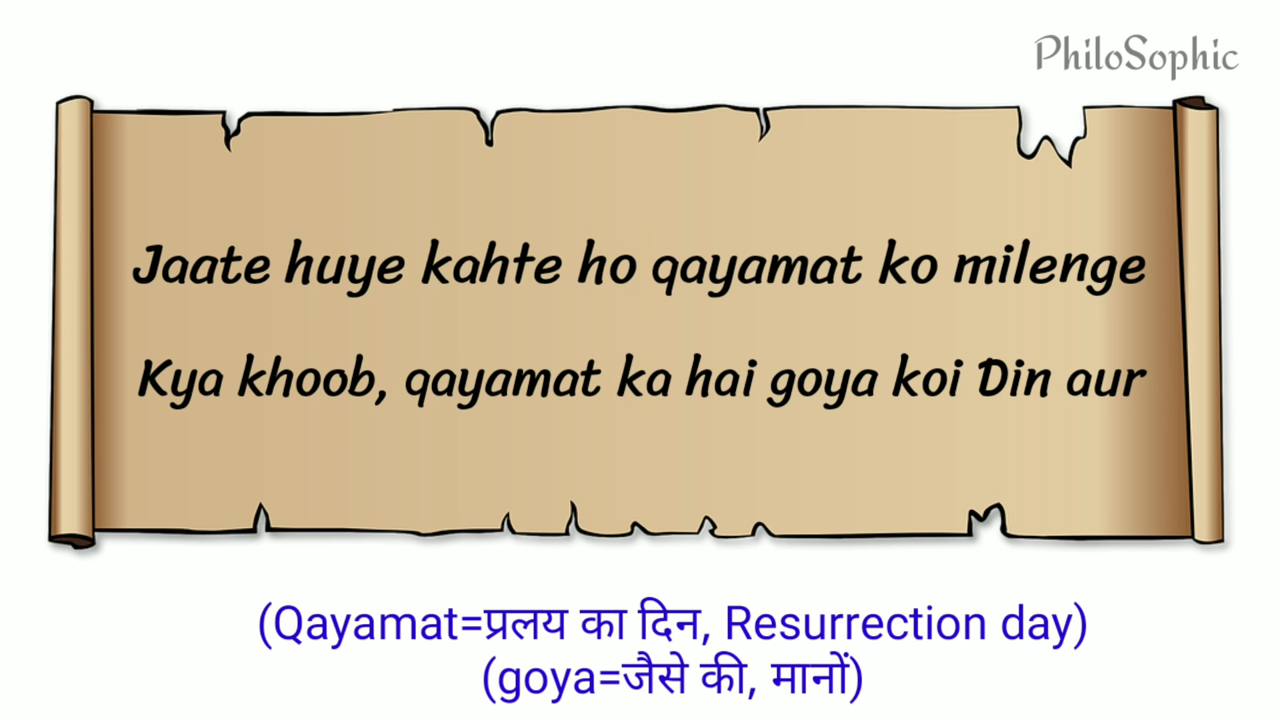 PhiloSophic
Jaate huye kahte ho qayamat ko milenge
Kya khoob, qayamat ka hai goya koi Din aur
(Qayamat=प्रलय का दिन, Resurrection day)
(goya=जैसे की, मानों)